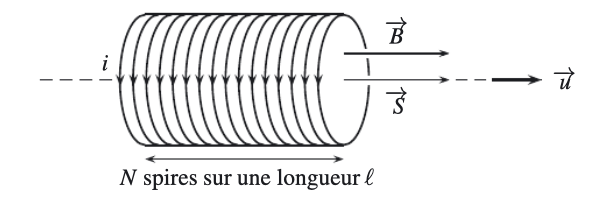 B⃗
i
u⃗
S⃗
N spires sur une longueur ℓ